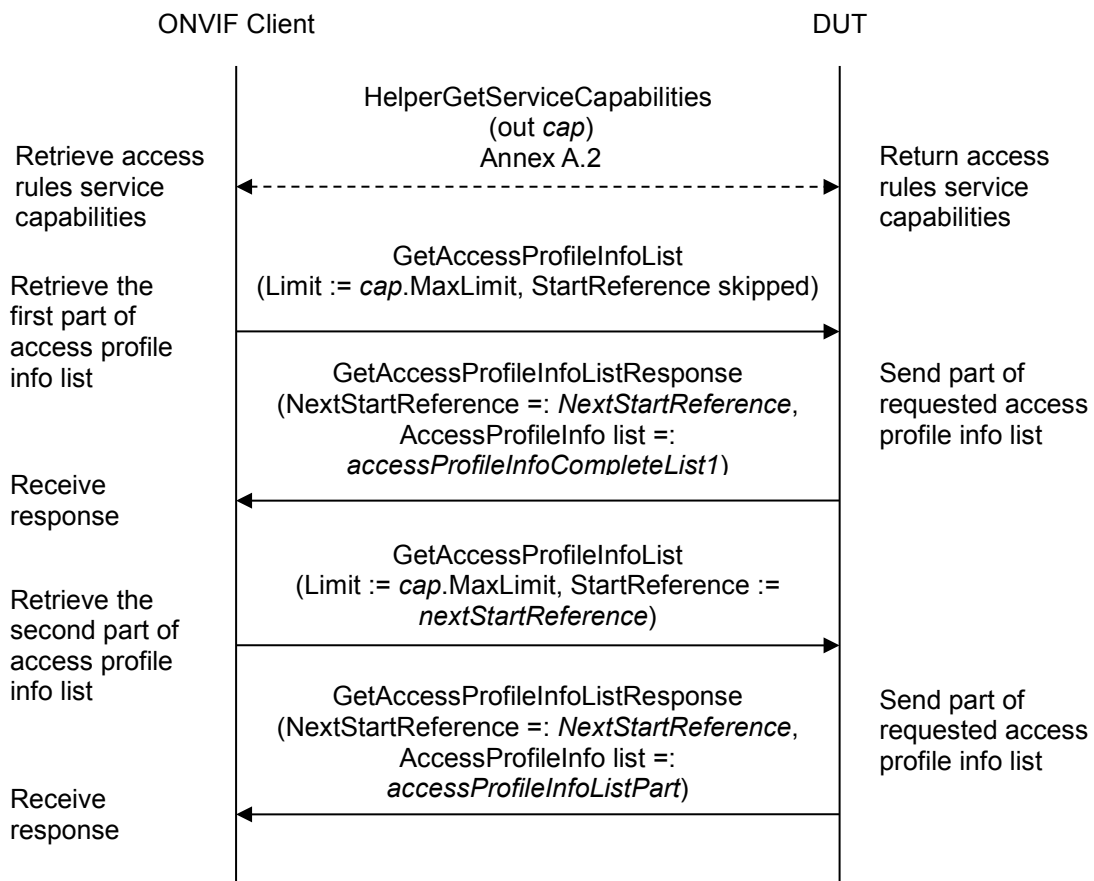 ONVIF Client
DUT
HelperGetServiceCapabilities
(out cap)
Annex A.2
Retrieve access
rules service
capabilities
Return access
rules service
capabilities
GetAccessProfileInfoList
(Limit := cap.MaxLimit, StartReference skipped)
Retrieve the
first part of
access profile
info list
GetAccessProfileInfoListResponse
(NextStartReference =: NextStartReference,
AccessProfileInfo list =:
accessProfileInfoCompleteList1)
Send part of
requested access
profile info list
Receive
response
GetAccessProfileInfoList
(Limit := cap.MaxLimit, StartReference :=
nextStartReference)
Retrieve the
second part of
access profile
info list
GetAccessProfileInfoListResponse
(NextStartReference =: NextStartReference,
AccessProfileInfo list =:
accessProfileInfoListPart)
Send part of
requested access
profile info list
Receive
response